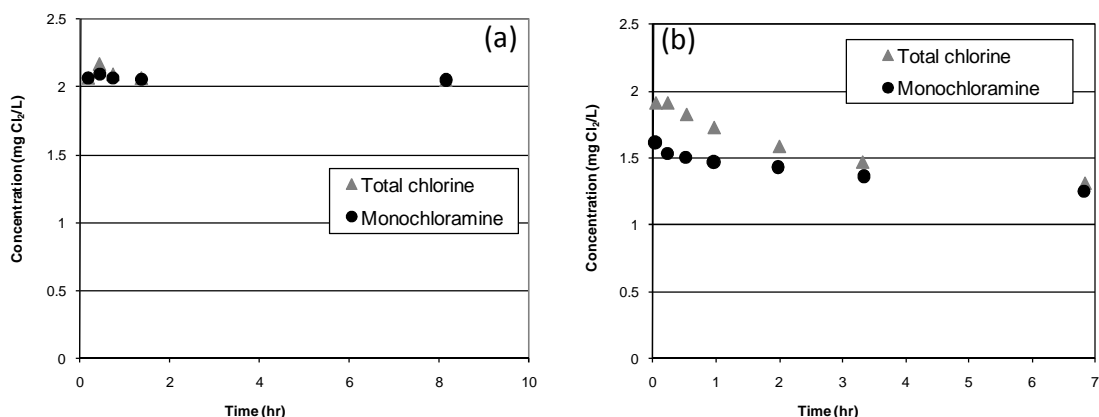 (a)
2.5
2
1.5
1
0.5
0
Concentration (mg Cl₂/L)
Total chlorine
Monochloramine
0 2 4 6 8 10
Time (hr)
(b)
2.5
2
1.5
1
0.5
0
Concentration (mg Cl₂/L)
Total chlorine
Monochloramine
0 1 2 3 4 5 6 7
Time (hr)